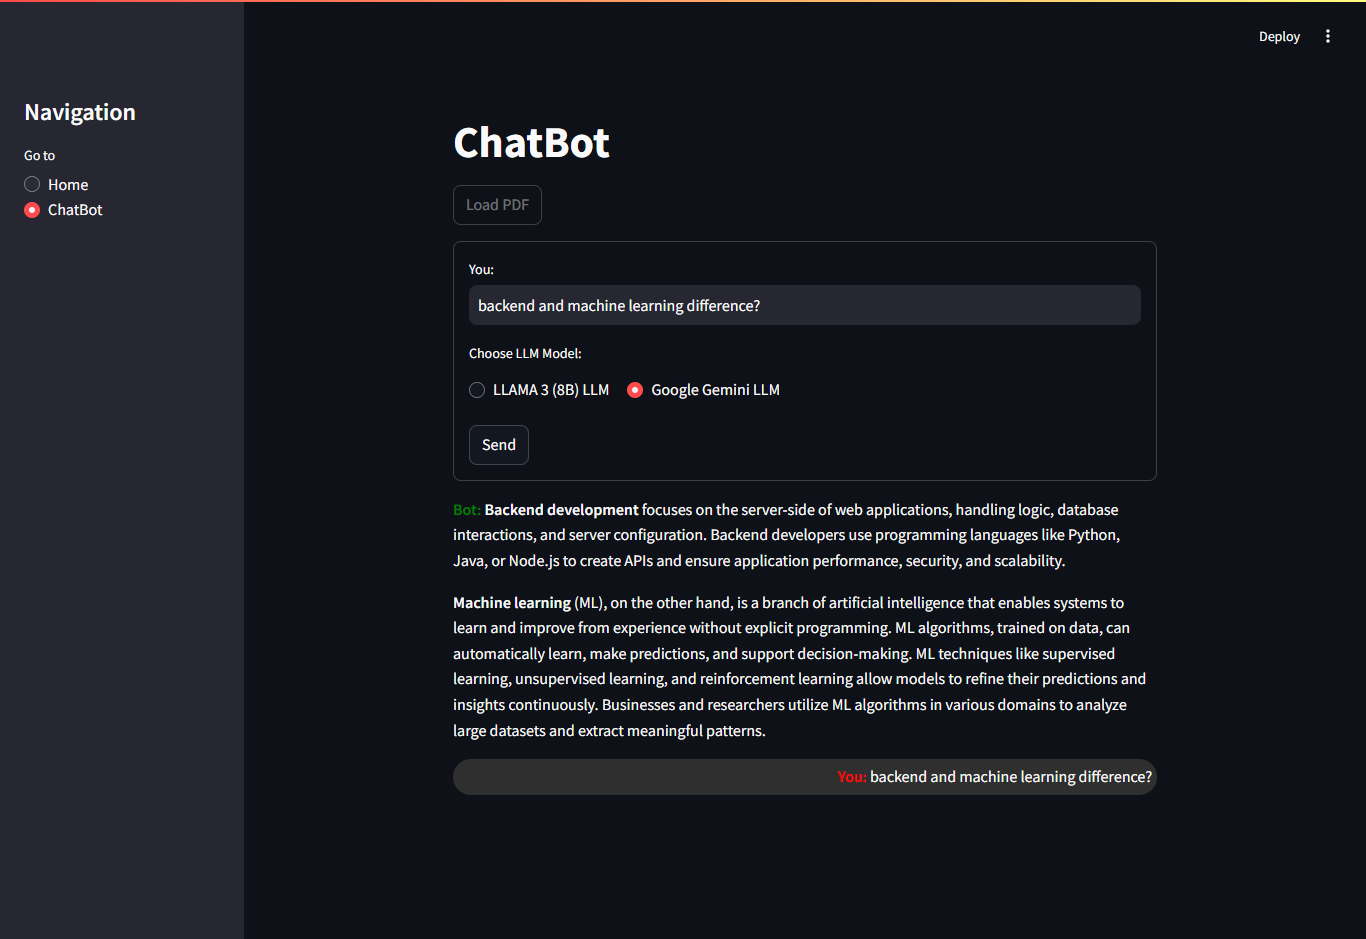 Deploy
Navigation
Go to
Home
ChatBot
ChatBot
Load PDF
You:
backend and machine learning difference?
Choose LLM Model:
LLAMA 3 (8B) LLM
Google Gemini LLM
Send
Bot: Backend development focuses on the server-side of web applications, handling logic, database
interactions, and server configuration. Backend developers use programming languages like Python,
Java, or Node.js to create APIs and ensure application performance, security, and scalability.
Machine learning (ML), on the other hand, is a branch of artificial intelligence that enables systems to
learn and improve from experience without explicit programming. ML algorithms, trained on data, can
automatically learn, make predictions, and support decision-making. ML techniques like supervised
learning, unsupervised learning, and reinforcement learning allow models to refine their predictions and
insights continuously. Businesses and researchers utilize ML algorithms in various domains to analyze
large datasets and extract meaningful patterns.
You: backend and machine learning difference?